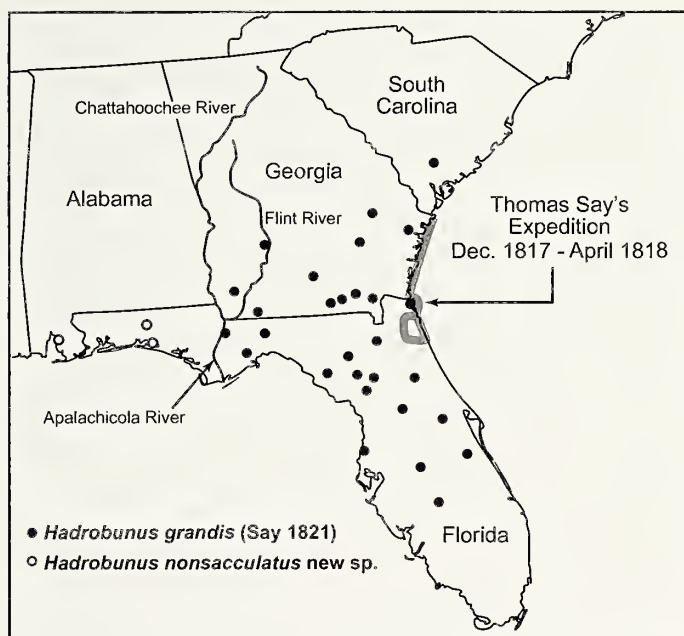 South
Carolina
Chattahoochee River
Georgia
Alabama
Flint River
Thomas Say's
Expedition
Dec. 1817 - April 1818
Apalachicola River
● Hadrobunus grandis (Say 1821)
○ Hadrobunus nonsacculatus new sp.
Florida